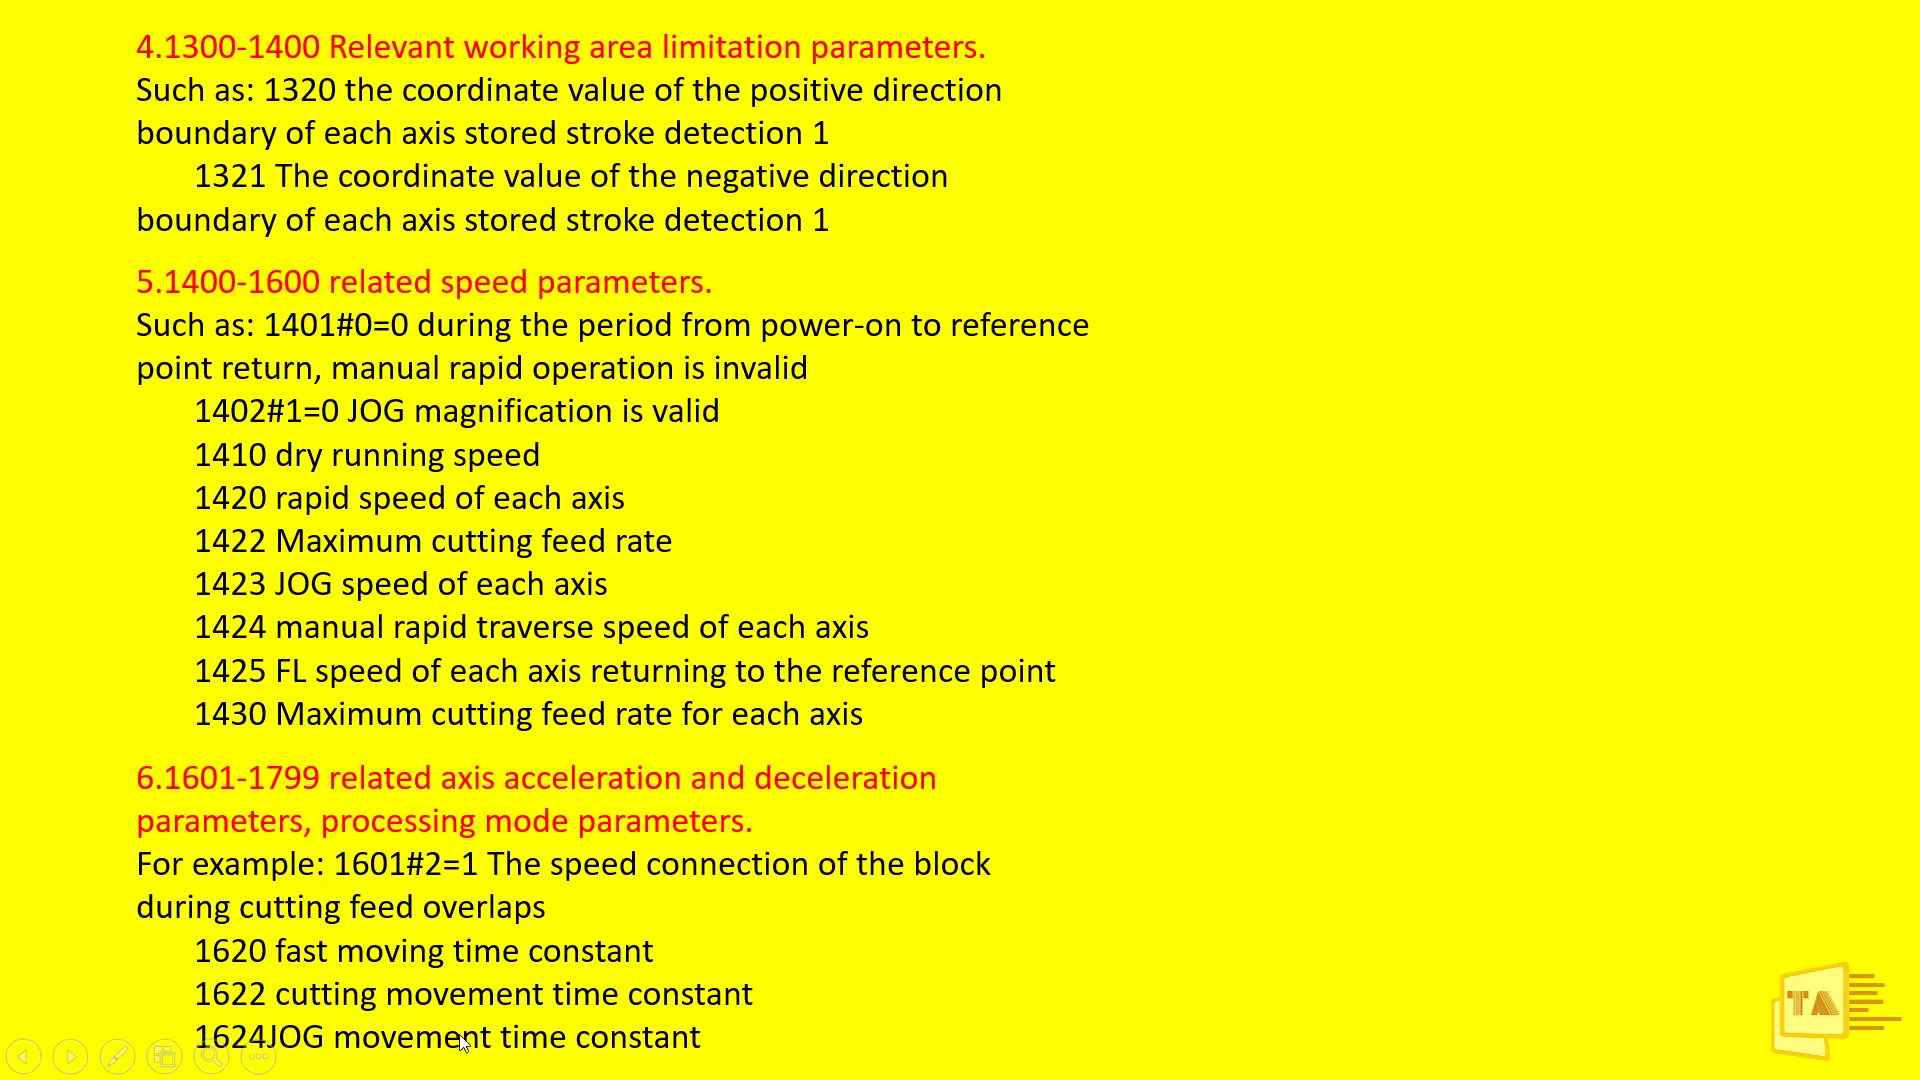 4.1300-1400 Relevant working area limitation parameters.
Such as: 1320 the coordinate value of the positive direction
boundary of each axis stored stroke detection 1
1321 The coordinate value of the negative direction
boundary of each axis stored stroke detection 1
5.1400-1600 related speed parameters.
Such as: 1401#0=0 during the period from power-on to reference
point return, manual rapid operation is invalid
1402#1=0 JOG magnification is valid
1410 dry running speed
1420 rapid speed of each axis
1422 Maximum cutting feed rate
1423 JOG speed of each axis
1424 manual rapid traverse speed of each axis
1425 FL speed of each axis returning to the reference point
1430 Maximum cutting feed rate for each axis
6.1601-1799 related axis acceleration and deceleration
parameters, processing mode parameters.
For example: 1601#2=1 The speed connection of the block
during cutting feed overlaps
1620 fast moving time constant
1622 cutting movement time constant
1624JOG movement time constant
TA